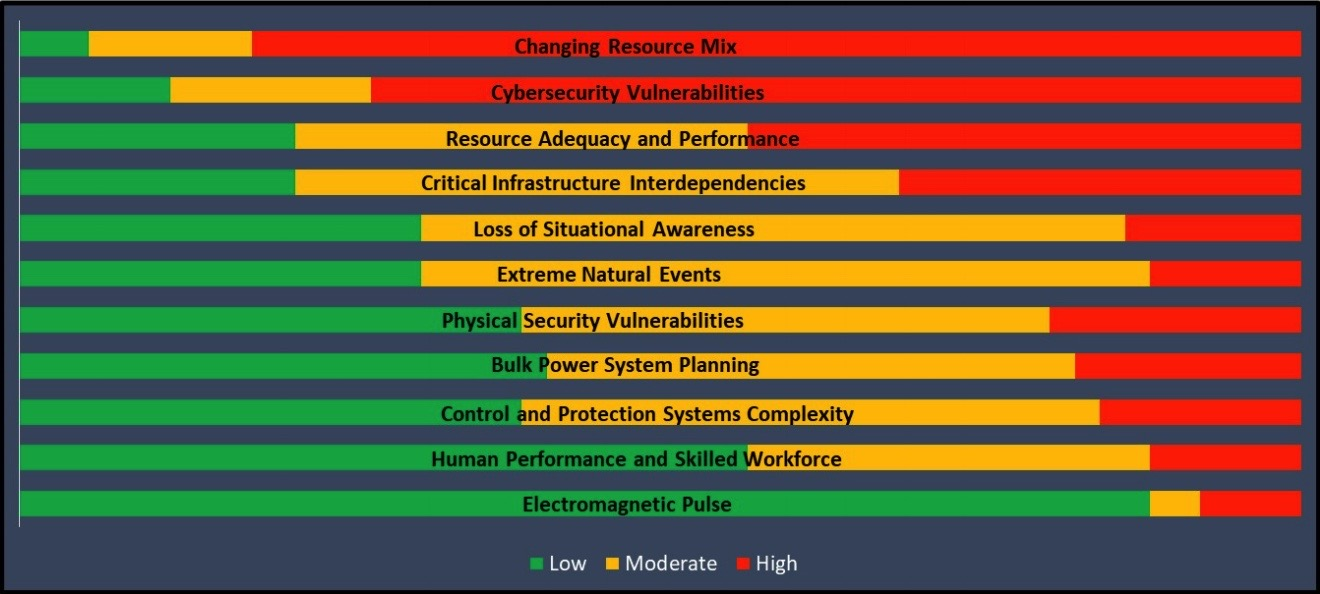 Changing Resource Mix
Cybersecurity Vulnerabilities
Resource Adequacy and Performance
Critical Infrastructure Interdependencies
Loss of Situational Awareness
Extreme Natural Events
Physical Security Vulnerabilities
Bulk Power System Planning
Control and Protection Systems Complexity
Human Performance and Skilled Workforce
Electromagnetic Pulse
Low Moderate High